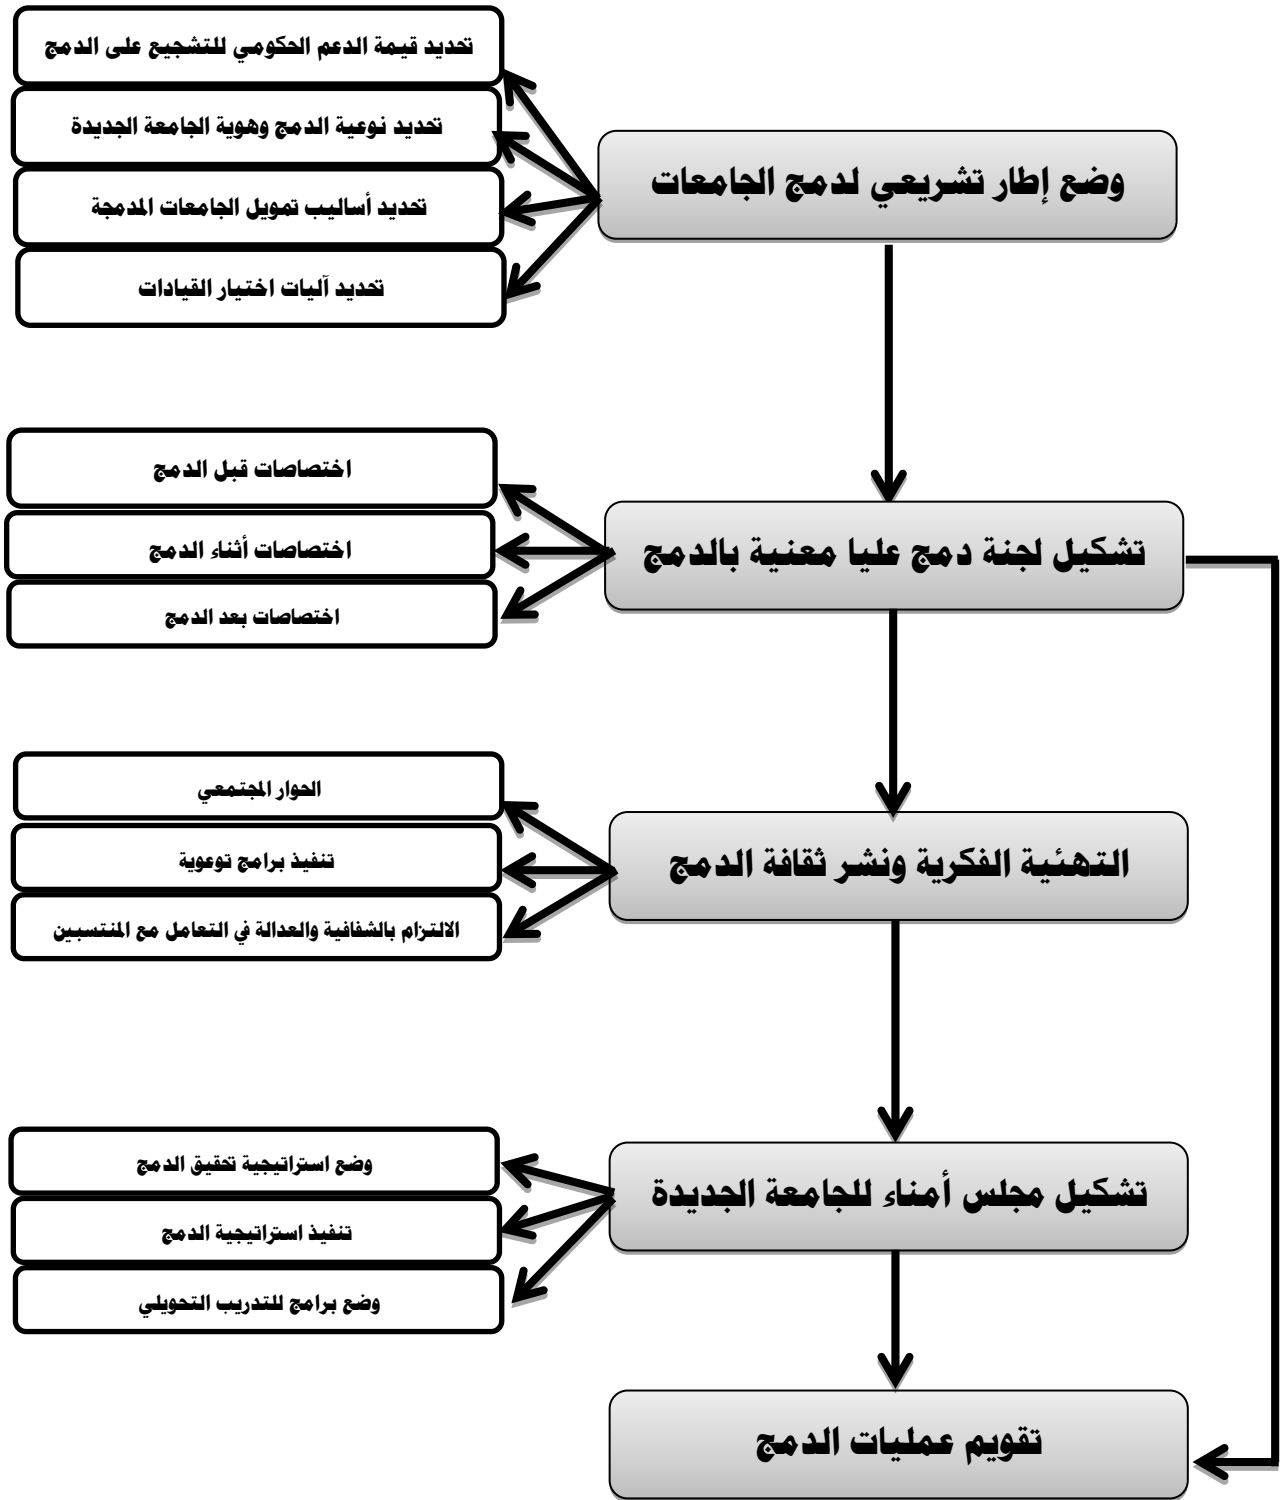 وضع إطار تشريعي لدمج الجامعات
تحديد قيمة الدعم الحكومي للتشجيع على الدمج
تحديد نوعية الدمج وهوية الجامعة الجديدة
تحديد أساليب تمويل الجامعات المدمجة
تحديد آليات اختيار القيادات
تشكيل لجنة دمج عليا معنية بالدمج
اختصاصات قبل الدمج
اختصاصات أثناء الدمج
اختصاصات بعد الدمج
التهئية الفكرية ونشر ثقافة الدمج
الحوار المجتمعي
تنفيذ برامج توعوية
الالتزام بالشفافية والعدالة في التعامل مع المنتسبين
تشكيل مجلس أمناء للجامعة الجديدة
وضع استراتيجية تحقيق الدمج
تنفيذ استراتيجية الدمج
وضع برامج للتدريب التحويلي
تقويم عمليات الدمج